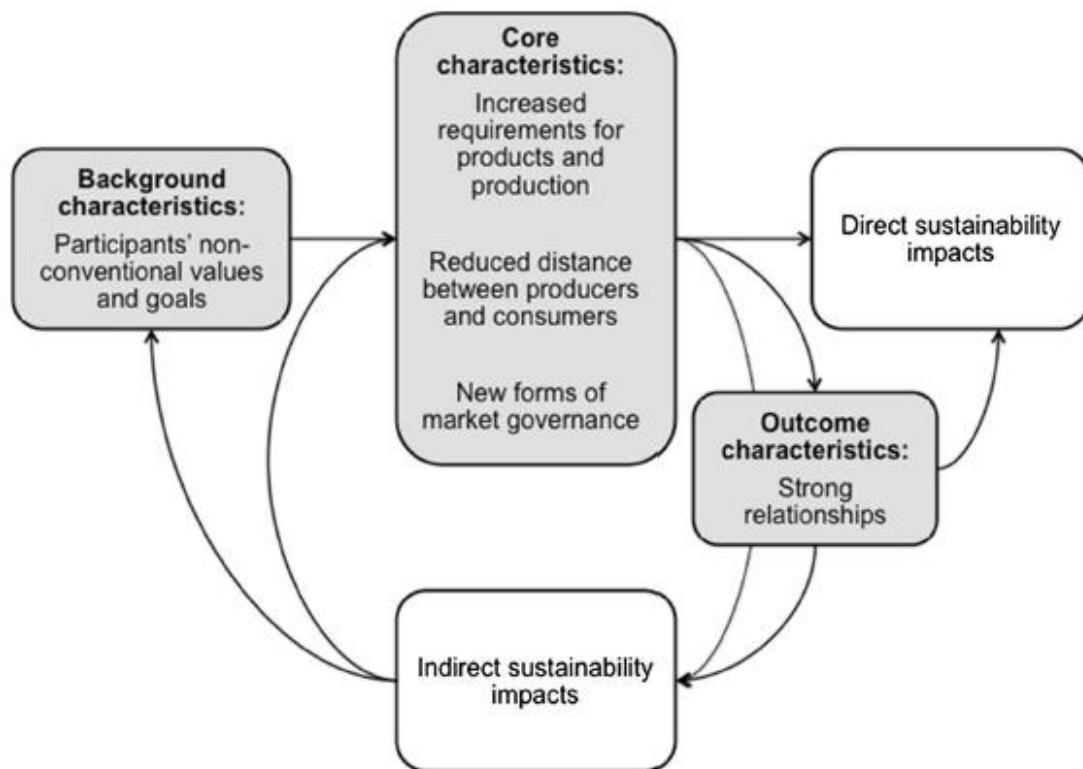 Core
characteristics:
Increased
requirements for
products and
production
Reduced distance
between producers
and consumers
New forms of
market governance
Background
characteristics:
Participants’ non-
conventional values
and goals
Direct sustainability
impacts
Outcome
characteristics:
Strong
relationships
Indirect sustainability
impacts